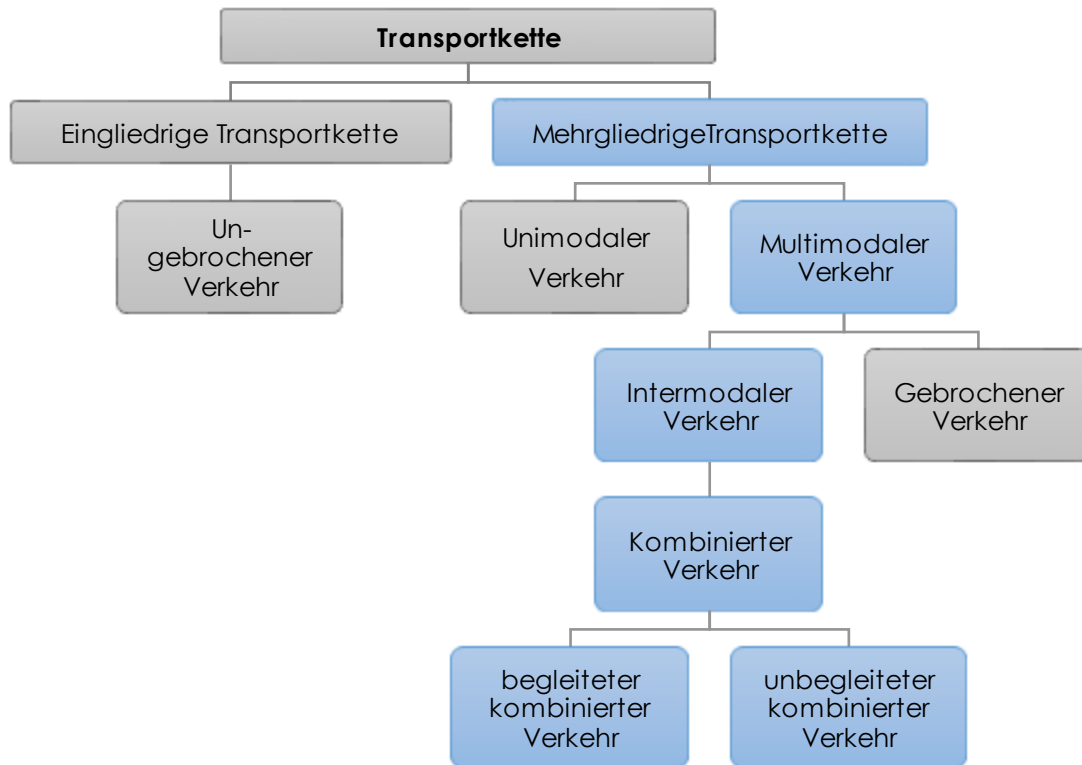 Transportkette
Eingliedrige Transportkette
MehrgliedrigeTransportkette
Un-
gebrochener
Verkehr
Unimodaler
Verkehr
Multimodaler
Verkehr
Intermodaler
Verkehr
Gebrochener
Verkehr
Kombinierter
Verkehr
begleiteter
kombinierter
Verkehr
unbegleiteter
kombinierter
Verkehr